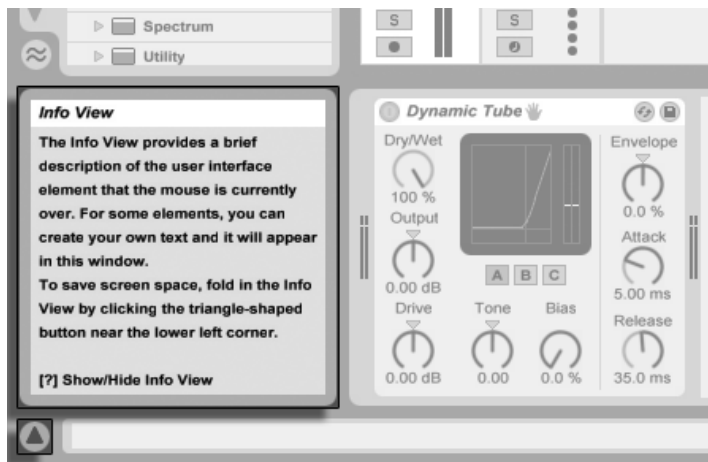 Spectrum
Utility
S
S
Info View
The Info View provides a brief
description of the user interface
element that the mouse is currently
over. For some elements, you can
create your own text and it will appear
in this window.
To save screen space, fold in the Info
View by clicking the triangle-shaped
button near the lower left corner.
[?] Show/Hide Info View
Dynamic Tube
Dry/Wet
100 %
Output
0.00 dB
Drive
0.00 dB
A B C
Tone
0.00
Bias
0.0 %
Envelope
0.0 %
Attack
5.00 ms
Release
35.0 ms